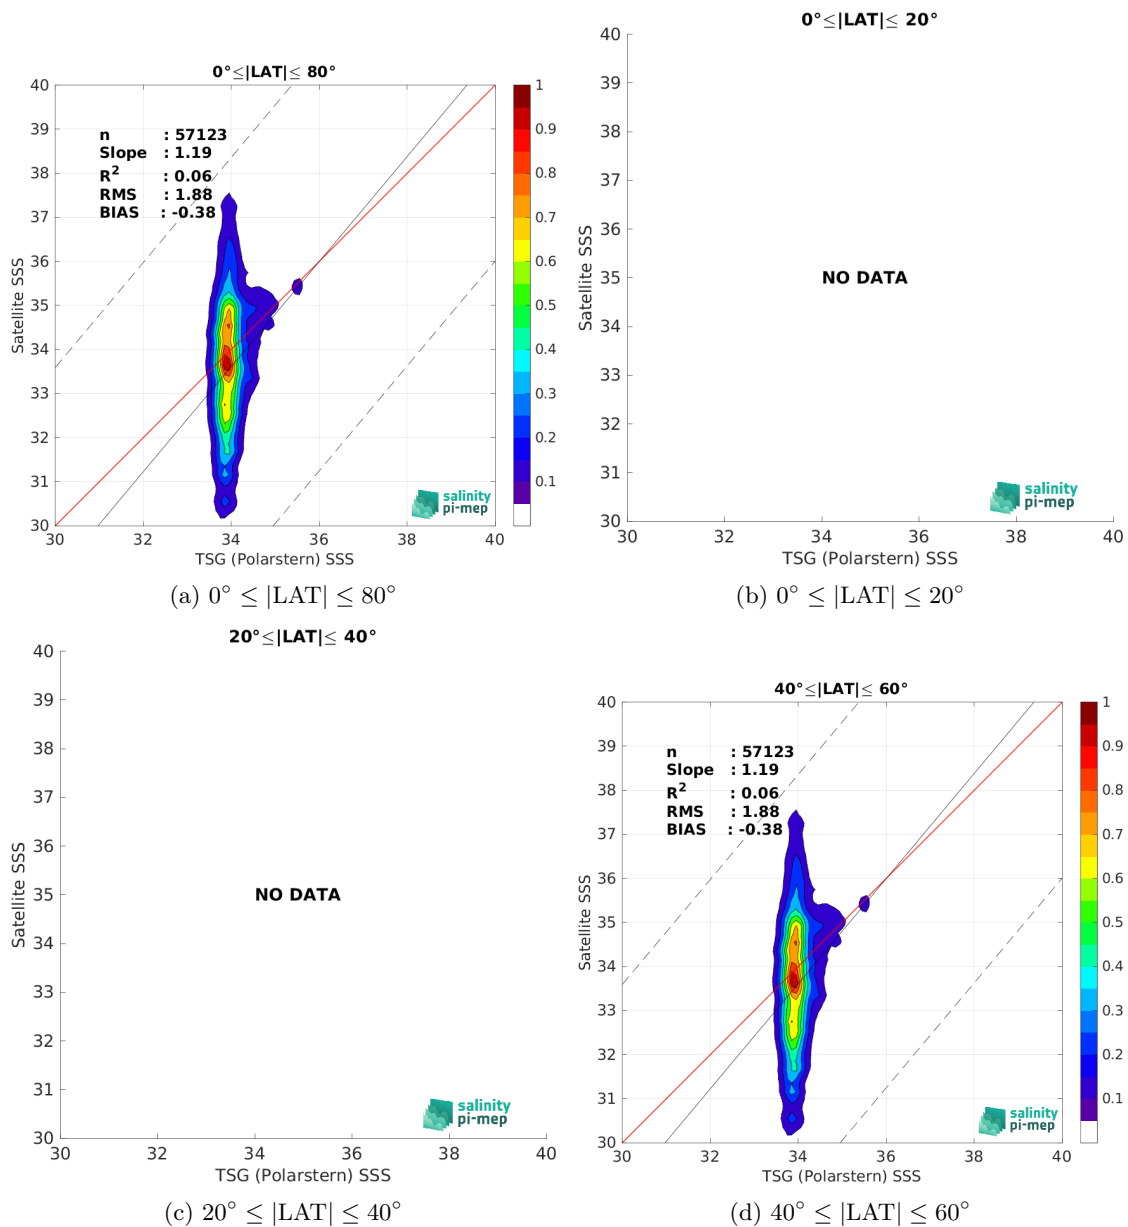 0°≤|LAT|≤ 80°
40
39
38
37
36
35
34
33
32
31
30
Satellite SSS
n : 57123
Slope : 1.19
R² : 0.06
RMS : 1.88
BIAS : -0.38
salinity
pi-mep
30 32 34 36 38 40
TSG (Polarstern) SSS
1
0.9
0.8
0.7
0.6
0.5
0.4
0.3
0.2
0.1
(a) 0° ≤ |LAT| ≤ 80°
0°≤|LAT|≤ 20°
40
39
38
37
36
35
34
33
32
31
30
Satellite SSS
NO DATA
salinity
pi-mep
30 32 34 36 38 40
TSG (Polarstern) SSS
(b) 0° ≤ |LAT| ≤ 20°
20°≤|LAT|≤ 40°
40
39
38
37
36
35
34
33
32
31
30
Satellite SSS
NO DATA
salinity
pi-mep
30 32 34 36 38 40
TSG (Polarstern) SSS
(c) 20° ≤ |LAT| ≤ 40°
40°≤|LAT|≤ 60°
40
39
38
37
36
35
34
33
32
31
30
Satellite SSS
n : 57123
Slope : 1.19
R² : 0.06
RMS : 1.88
BIAS : -0.38
salinity
pi-mep
30 32 34 36 38 40
TSG (Polarstern) SSS
1
0.9
0.8
0.7
0.6
0.5
0.4
0.3
0.2
0.1
(d) 40° ≤ |LAT| ≤ 60°